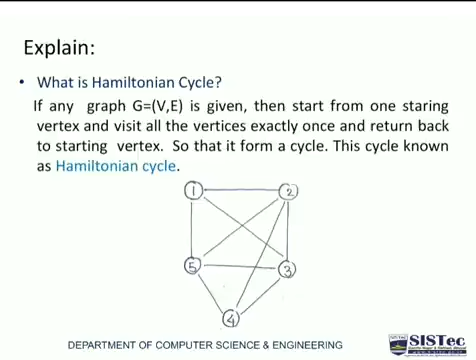 Explain:
• What is Hamiltonian Cycle?
If any graph G=(V,E) is given, then start from one staring
vertex and visit all the vertices exactly once and return back
to starting vertex. So that it form a cycle. This cycle known
as Hamiltonian cycle.
1
2
5
3
4
DEPARTMENT OF COMPUTER SCIENCE & ENGINEERING
SISTec